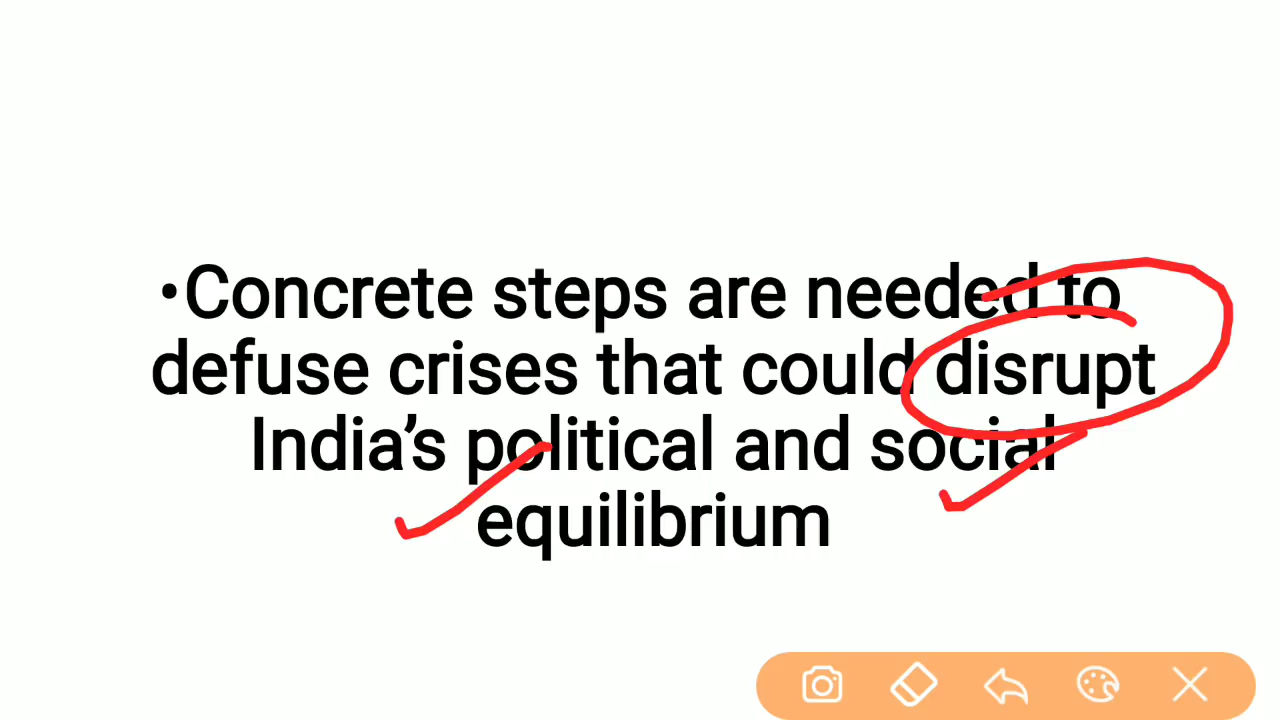 •Concrete steps are needed to
defuse crises that could disrupt
India’s political and social
equilibrium